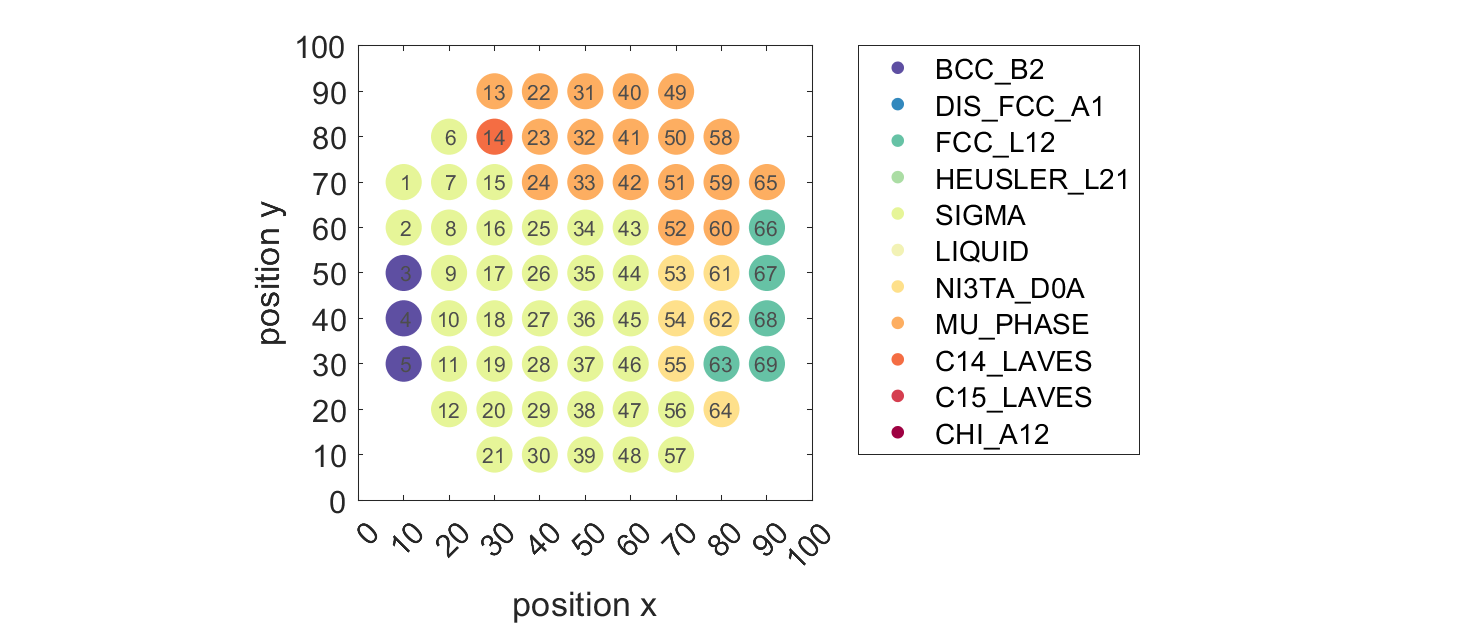 100
90 13 22 31 40 49
80 6 14 23 32 41 50 58
70 1 7 15 24 33 42 51 59 65
60 2 8 16 25 34 43 52 60 66
50 3 9 17 26 35 44 53 61 67
40 4 10 18 27 36 45 54 62 68
30 5 11 19 28 37 46 55 63 69
20 12 20 29 38 47 56 64
10 21 30 39 48 57
0
0 10 20 30 40 50 60 70 80 90 100
position x
position y
BCC_B2
DIS_FCC_A1
FCC_L12
HEUSLER_L21
SIGMA
LIQUID
NI3TA_D0A
MU_PHASE
C14_LAVES
C15_LAVES
CHI_A12